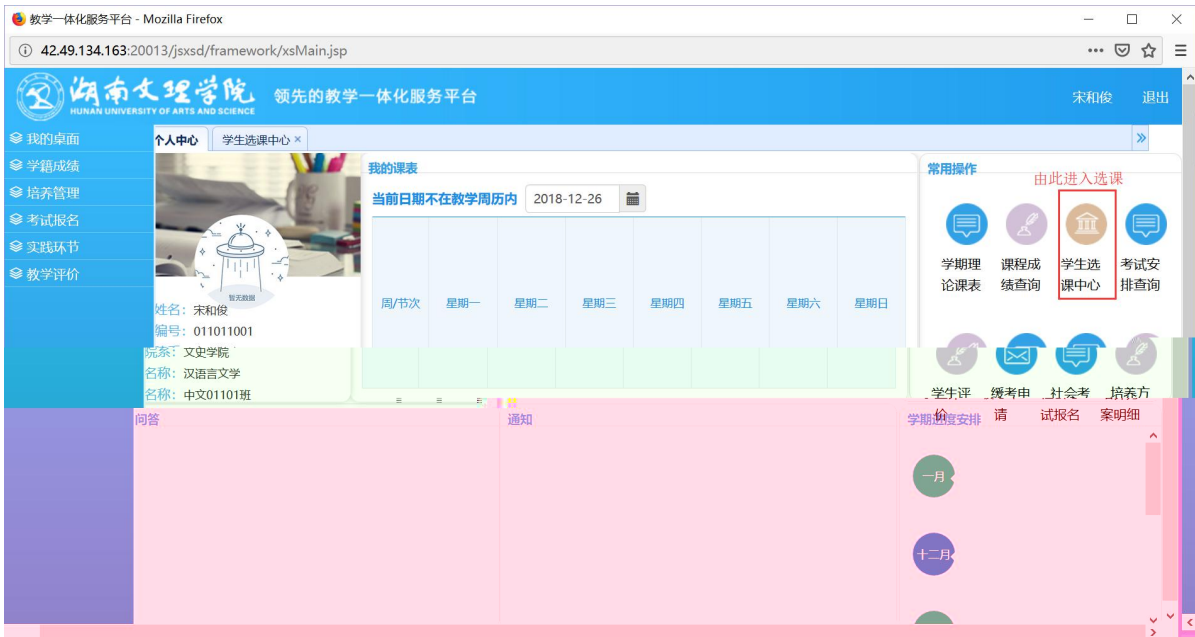 教学一体化服务平台 - Mozilla Firefox
42.49.134.163:20013/jsxsd/framework/xsMain.jsp
湖南文理学院
HUNAN UNIVERSITY OF ARTS AND SCIENCE
领先的教学一体化服务平台
宋和俊 退出
我的桌面
学籍成绩
培养管理
考试报名
实践环节
教学评价
个人中心 学生选课中心 ×
暂无数据
姓名：宋和俊
编号：011011001
院系：文史学院
名称：汉语言文学
名称：中文01101班
我的课表
当前日期不在教学周历内 2018-12-26
周/节次 星期一 星期二 星期三 星期四 星期五 星期六 星期日
常用操作
由此进入选课
学期理论课表
课程成绩查询
学生选课中心
考试安排查询
学生评价
缓考申请
社会考试报名
培养方案明细
问答
通知
学期进度安排
一月
十二月